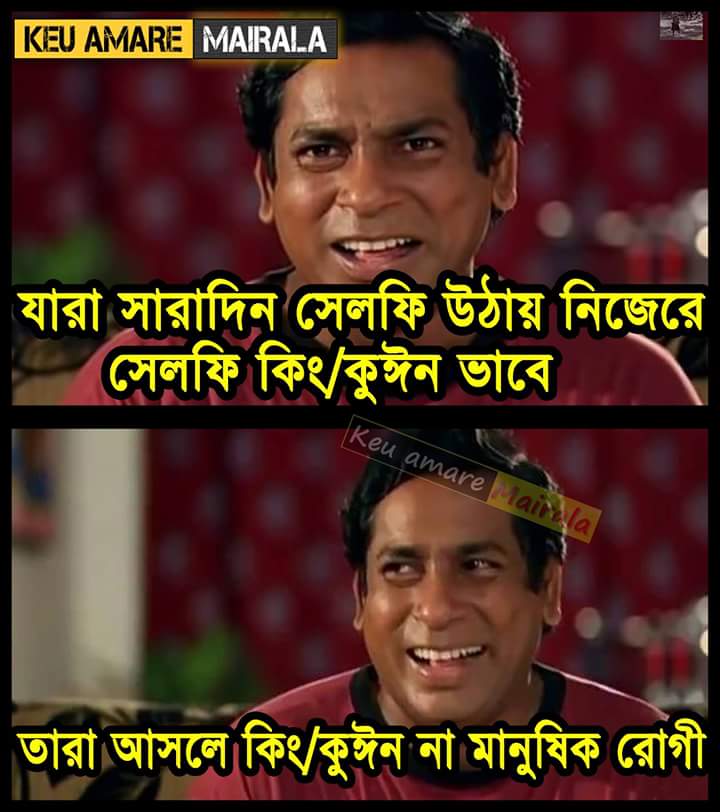 KEU AMARE MAIRALA
যারা সারাদিন সেলফি উঠায় নিজেরে
সেলফি কিং/কুঈন ভাবে
Keu amare Mairala
তারা আসলে কিং/কুঈন না মানুষিক রোগী